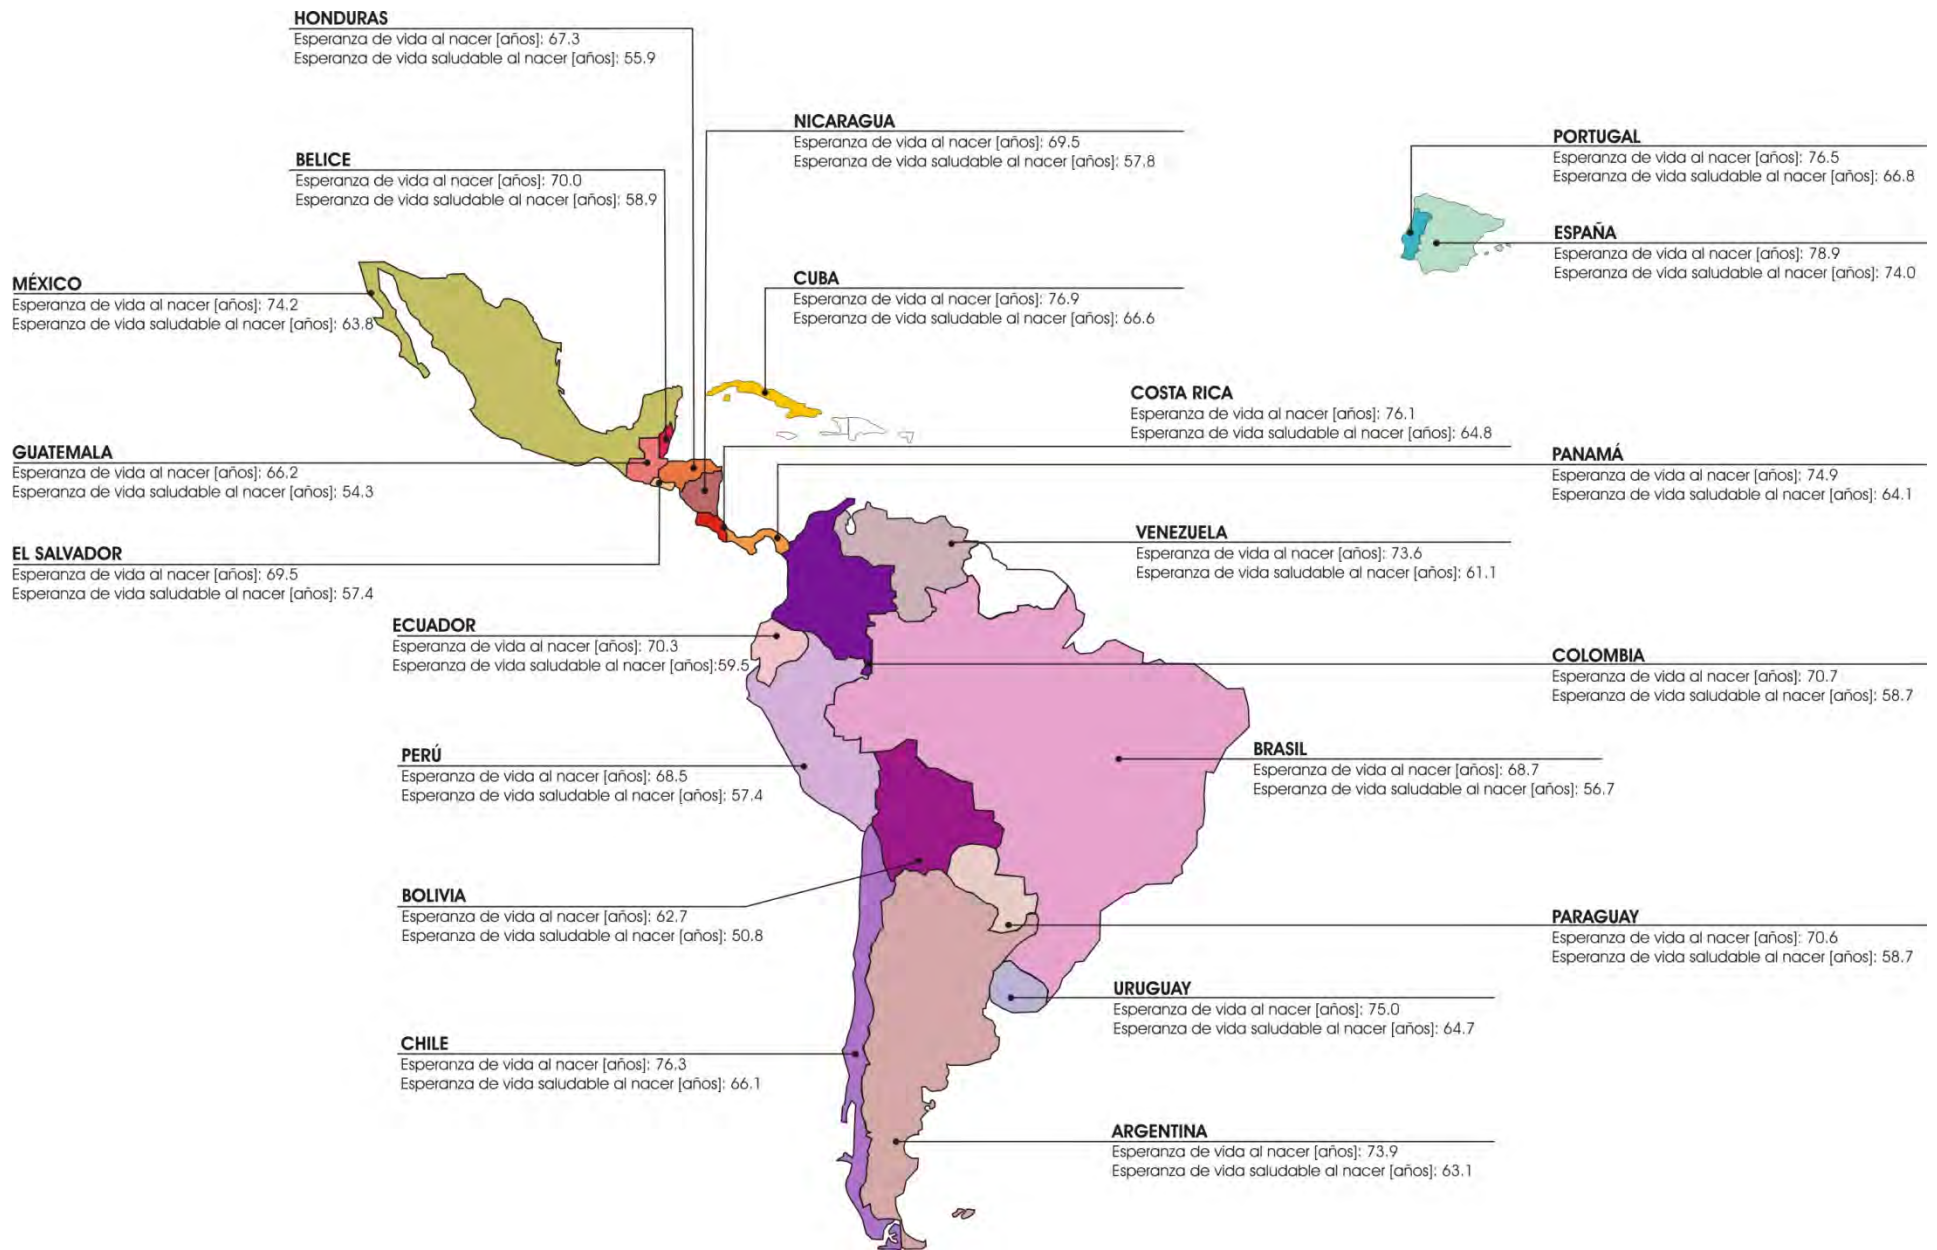 HONDURAS
Esperanza de vida al nacer [años]: 67.3
Esperanza de vida saludable al nacer [años]: 55.9
NICARAGUA
Esperanza de vida al nacer [años]: 69.5
Esperanza de vida saludable al nacer [años]: 57.8
PORTUGAL
Esperanza de vida al nacer [años]: 76.5
Esperanza de vida saludable al nacer [años]: 66.8
BELICE
Esperanza de vida al nacer [años]: 70.0
Esperanza de vida saludable al nacer [años]: 58.9
ESPAÑA
Esperanza de vida al nacer [años]: 78.9
Esperanza de vida saludable al nacer [años]: 74.0
MÉXICO
Esperanza de vida al nacer [años]: 74.2
Esperanza de vida saludable al nacer [años]: 63.8
CUBA
Esperanza de vida al nacer [años]: 76.9
Esperanza de vida saludable al nacer [años]: 66.6
COSTA RICA
Esperanza de vida al nacer [años]: 76.1
Esperanza de vida saludable al nacer [años]: 64.8
GUATEMALA
Esperanza de vida al nacer [años]: 66.2
Esperanza de vida saludable al nacer [años]: 54.3
PANAMÁ
Esperanza de vida al nacer [años]: 74.9
Esperanza de vida saludable al nacer [años]: 64.1
VENEZUELA
Esperanza de vida al nacer [años]: 73.6
Esperanza de vida saludable al nacer [años]: 61.1
EL SALVADOR
Esperanza de vida al nacer [años]: 69.5
Esperanza de vida saludable al nacer [años]: 57.4
ECUADOR
Esperanza de vida al nacer [años]: 70.3
Esperanza de vida saludable al nacer [años]:59.5
COLOMBIA
Esperanza de vida al nacer [años]: 70.7
Esperanza de vida saludable al nacer [años]: 58.7
PERÚ
Esperanza de vida al nacer [años]: 68.5
Esperanza de vida saludable al nacer [años]: 57.4
BRASIL
Esperanza de vida al nacer [años]: 68.7
Esperanza de vida saludable al nacer [años]: 56.7
BOLIVIA
Esperanza de vida al nacer [años]: 62.7
Esperanza de vida saludable al nacer [años]: 50.8
PARAGUAY
Esperanza de vida al nacer [años]: 70.6
Esperanza de vida saludable al nacer [años]: 58.7
URUGUAY
Esperanza de vida al nacer [años]: 75.0
Esperanza de vida saludable al nacer [años]: 64.7
CHILE
Esperanza de vida al nacer [años]: 76.3
Esperanza de vida saludable al nacer [años]: 66.1
ARGENTINA
Esperanza de vida al nacer [años]: 73.9
Esperanza de vida saludable al nacer [años]: 63.1